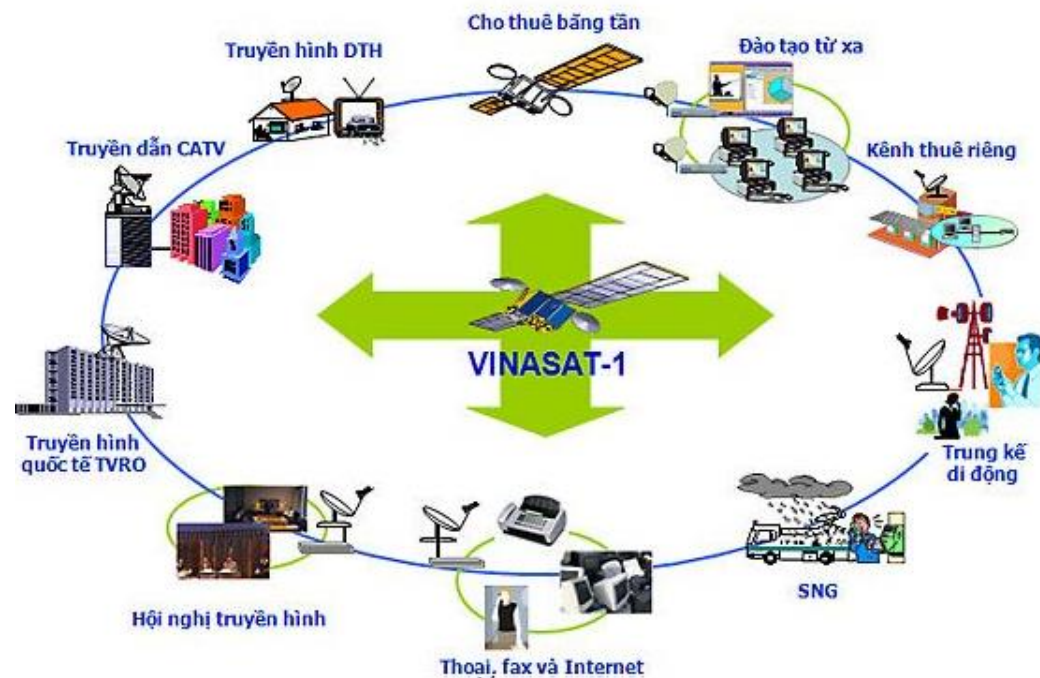 Cho thuê băng tần
Truyền hình DTH
Đào tạo từ xa
Truyền dẫn CATV
Kênh thuê riêng
VINASAT-1
Truyền hình
quốc tế TVRO
Trung kế
di động
SNG
Hội nghị truyền hình
Thoại, fax và Internet